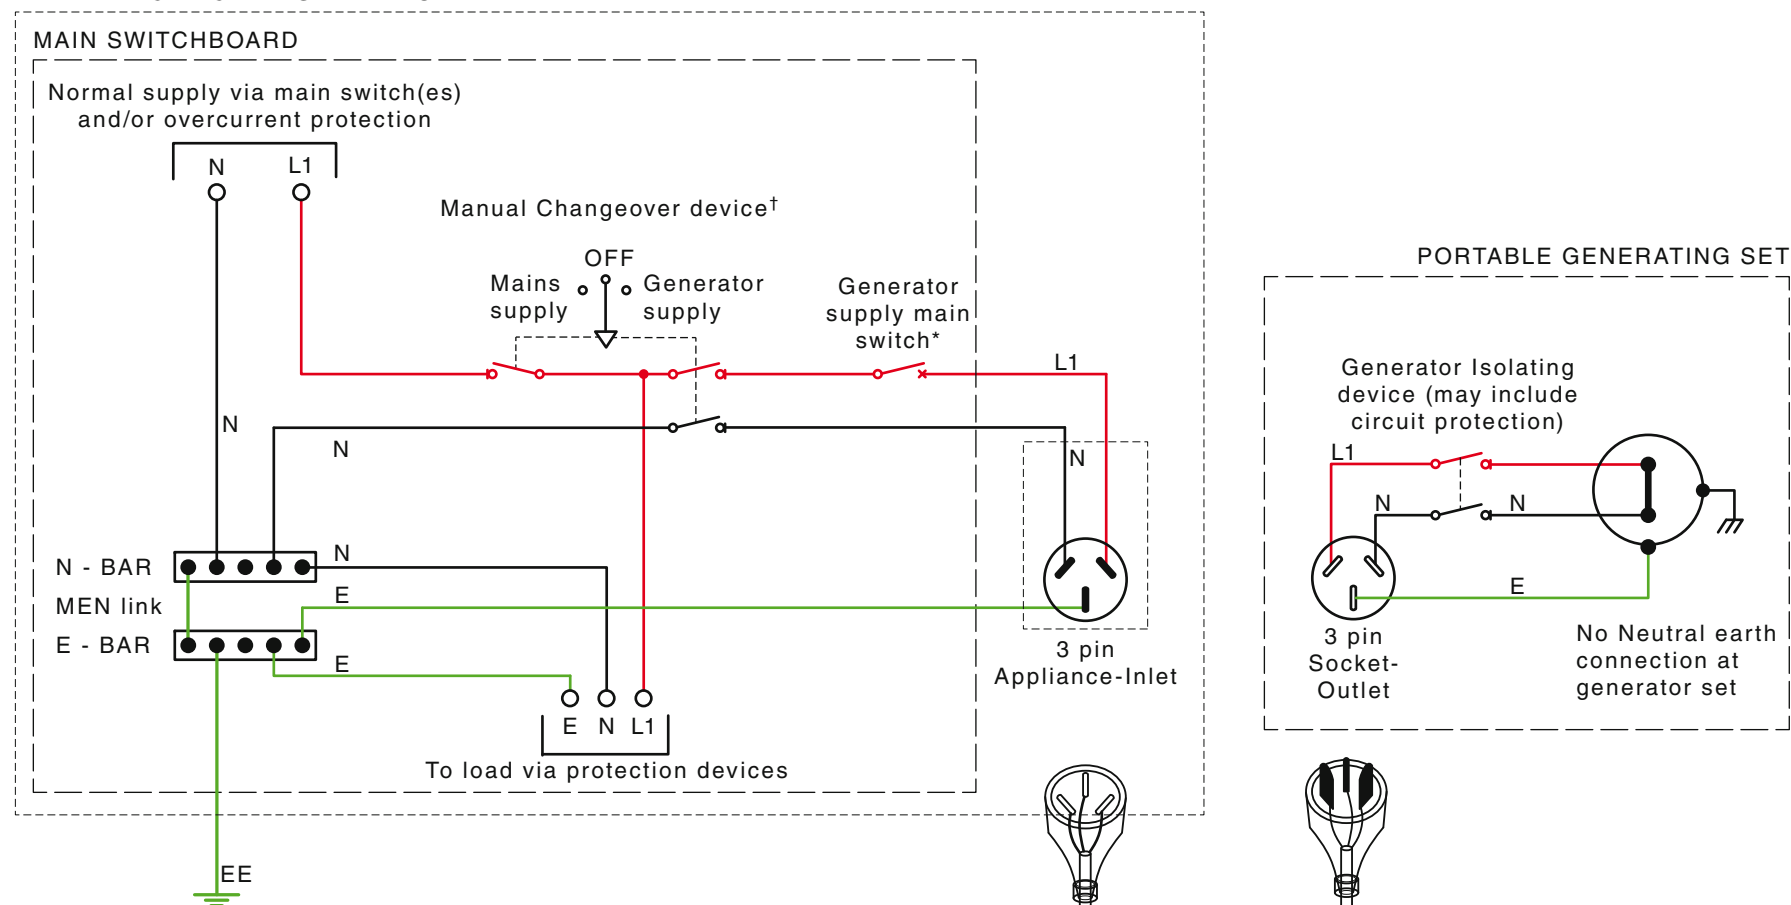 MAIN SWITCHBOARD
Normal supply via main switch(es)
and/or overcurrent protection
N
L1
Manual Changeover device†
OFF
Mains
supply
Generator
supply
Generator
supply main
switch*
L1
N
N
N
N - BAR
N
MEN link
E
E - BAR
E
3 pin
Appliance-Inlet
E N L1
To load via protection devices
EE
PORTABLE GENERATING SET
Generator Isolating
device (may include
circuit protection)
L1
N
N
E
3 pin
Socket-
Outlet
No Neutral earth
connection at
generator set